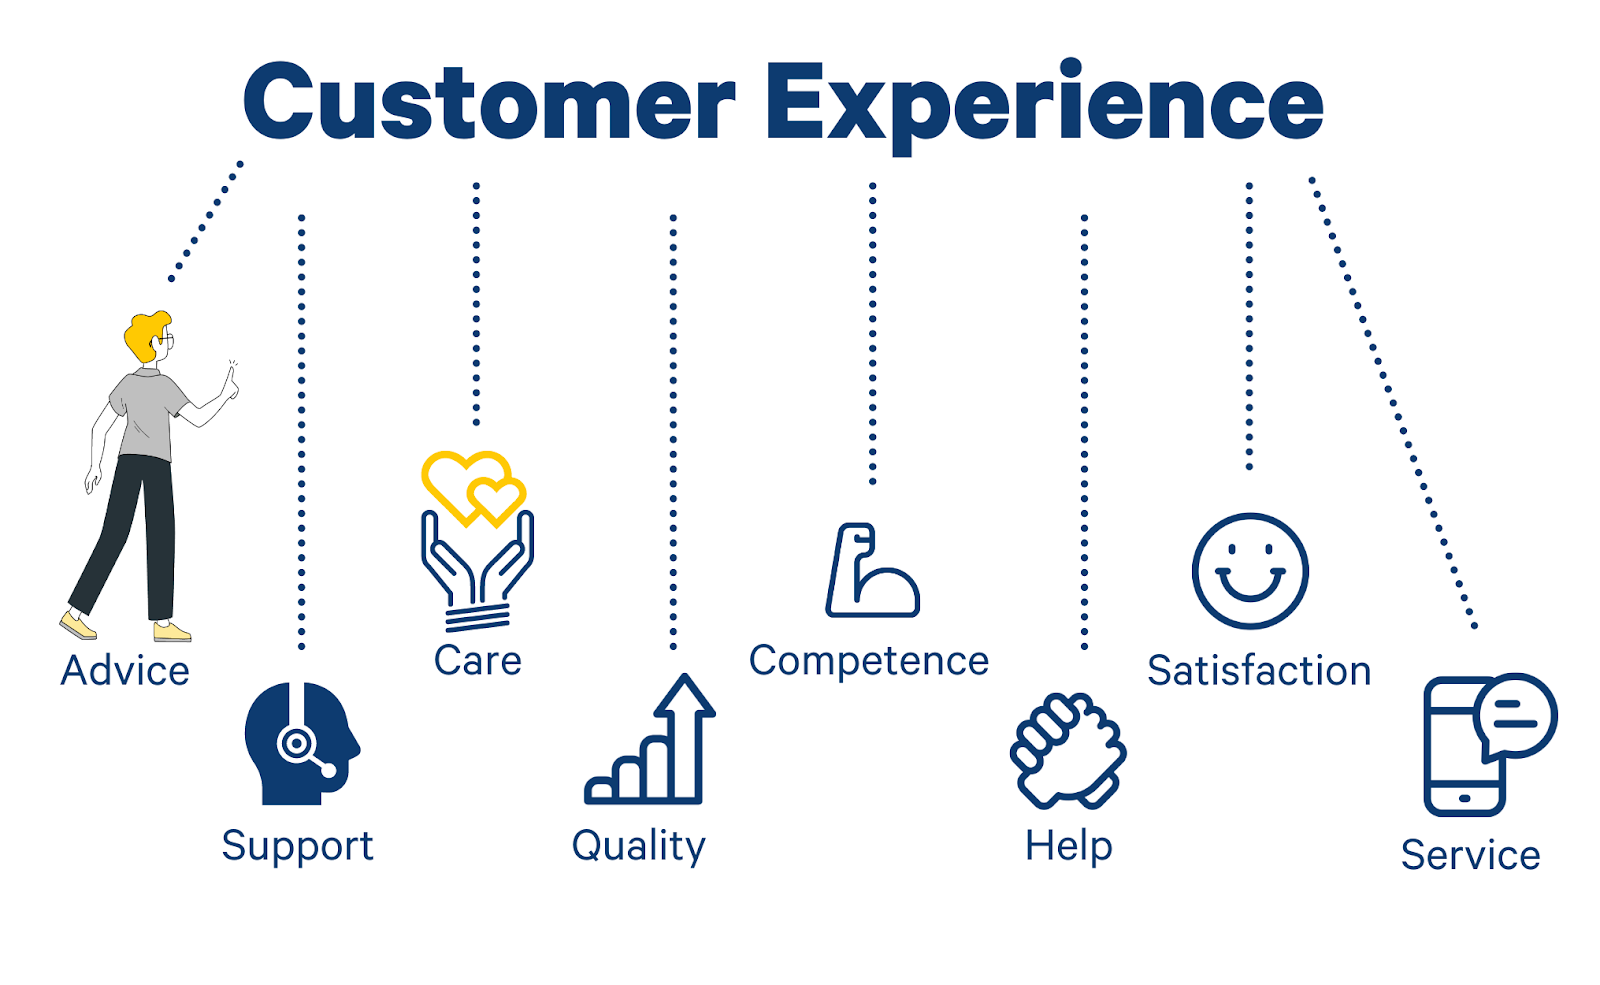 Customer Experience
Advice
Support
Care
Quality
Competence
Help
Satisfaction
Service